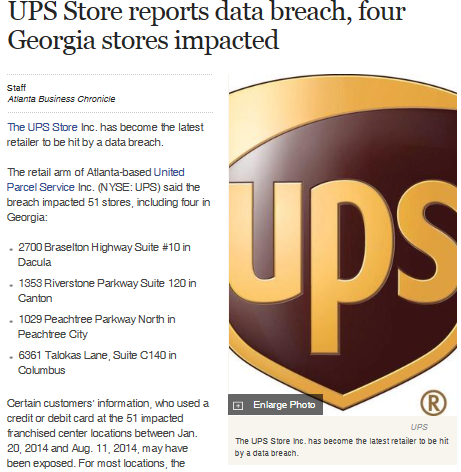 UPS Store reports data breach, four
Georgia stores impacted
Staff
Atlanta Business Chronicle
The UPS Store Inc. has become the latest
retailer to be hit by a data breach.
The retail arm of Atlanta-based United
Parcel Service Inc. (NYSE: UPS) said the
breach impacted 51 stores, including four in
Georgia:
• 2700 Braselton Highway Suite #10 in
Dacula
• 1353 Riverstone Parkway Suite 120 in
Canton
• 1029 Peachtree Parkway North in
Peachtree City
• 6361 Talokas Lane, Suite C140 in
Columbus
Certain customers' information, who used a
credit or debit card at the 51 impacted
franchised center locations between Jan.
20, 2014 and Aug. 11, 2014, may have
been exposed. For most locations, the
ups
®
+ Enlarge Photo
UPS
The UPS Store Inc. has become the latest retailer to be hit
by a data breach.